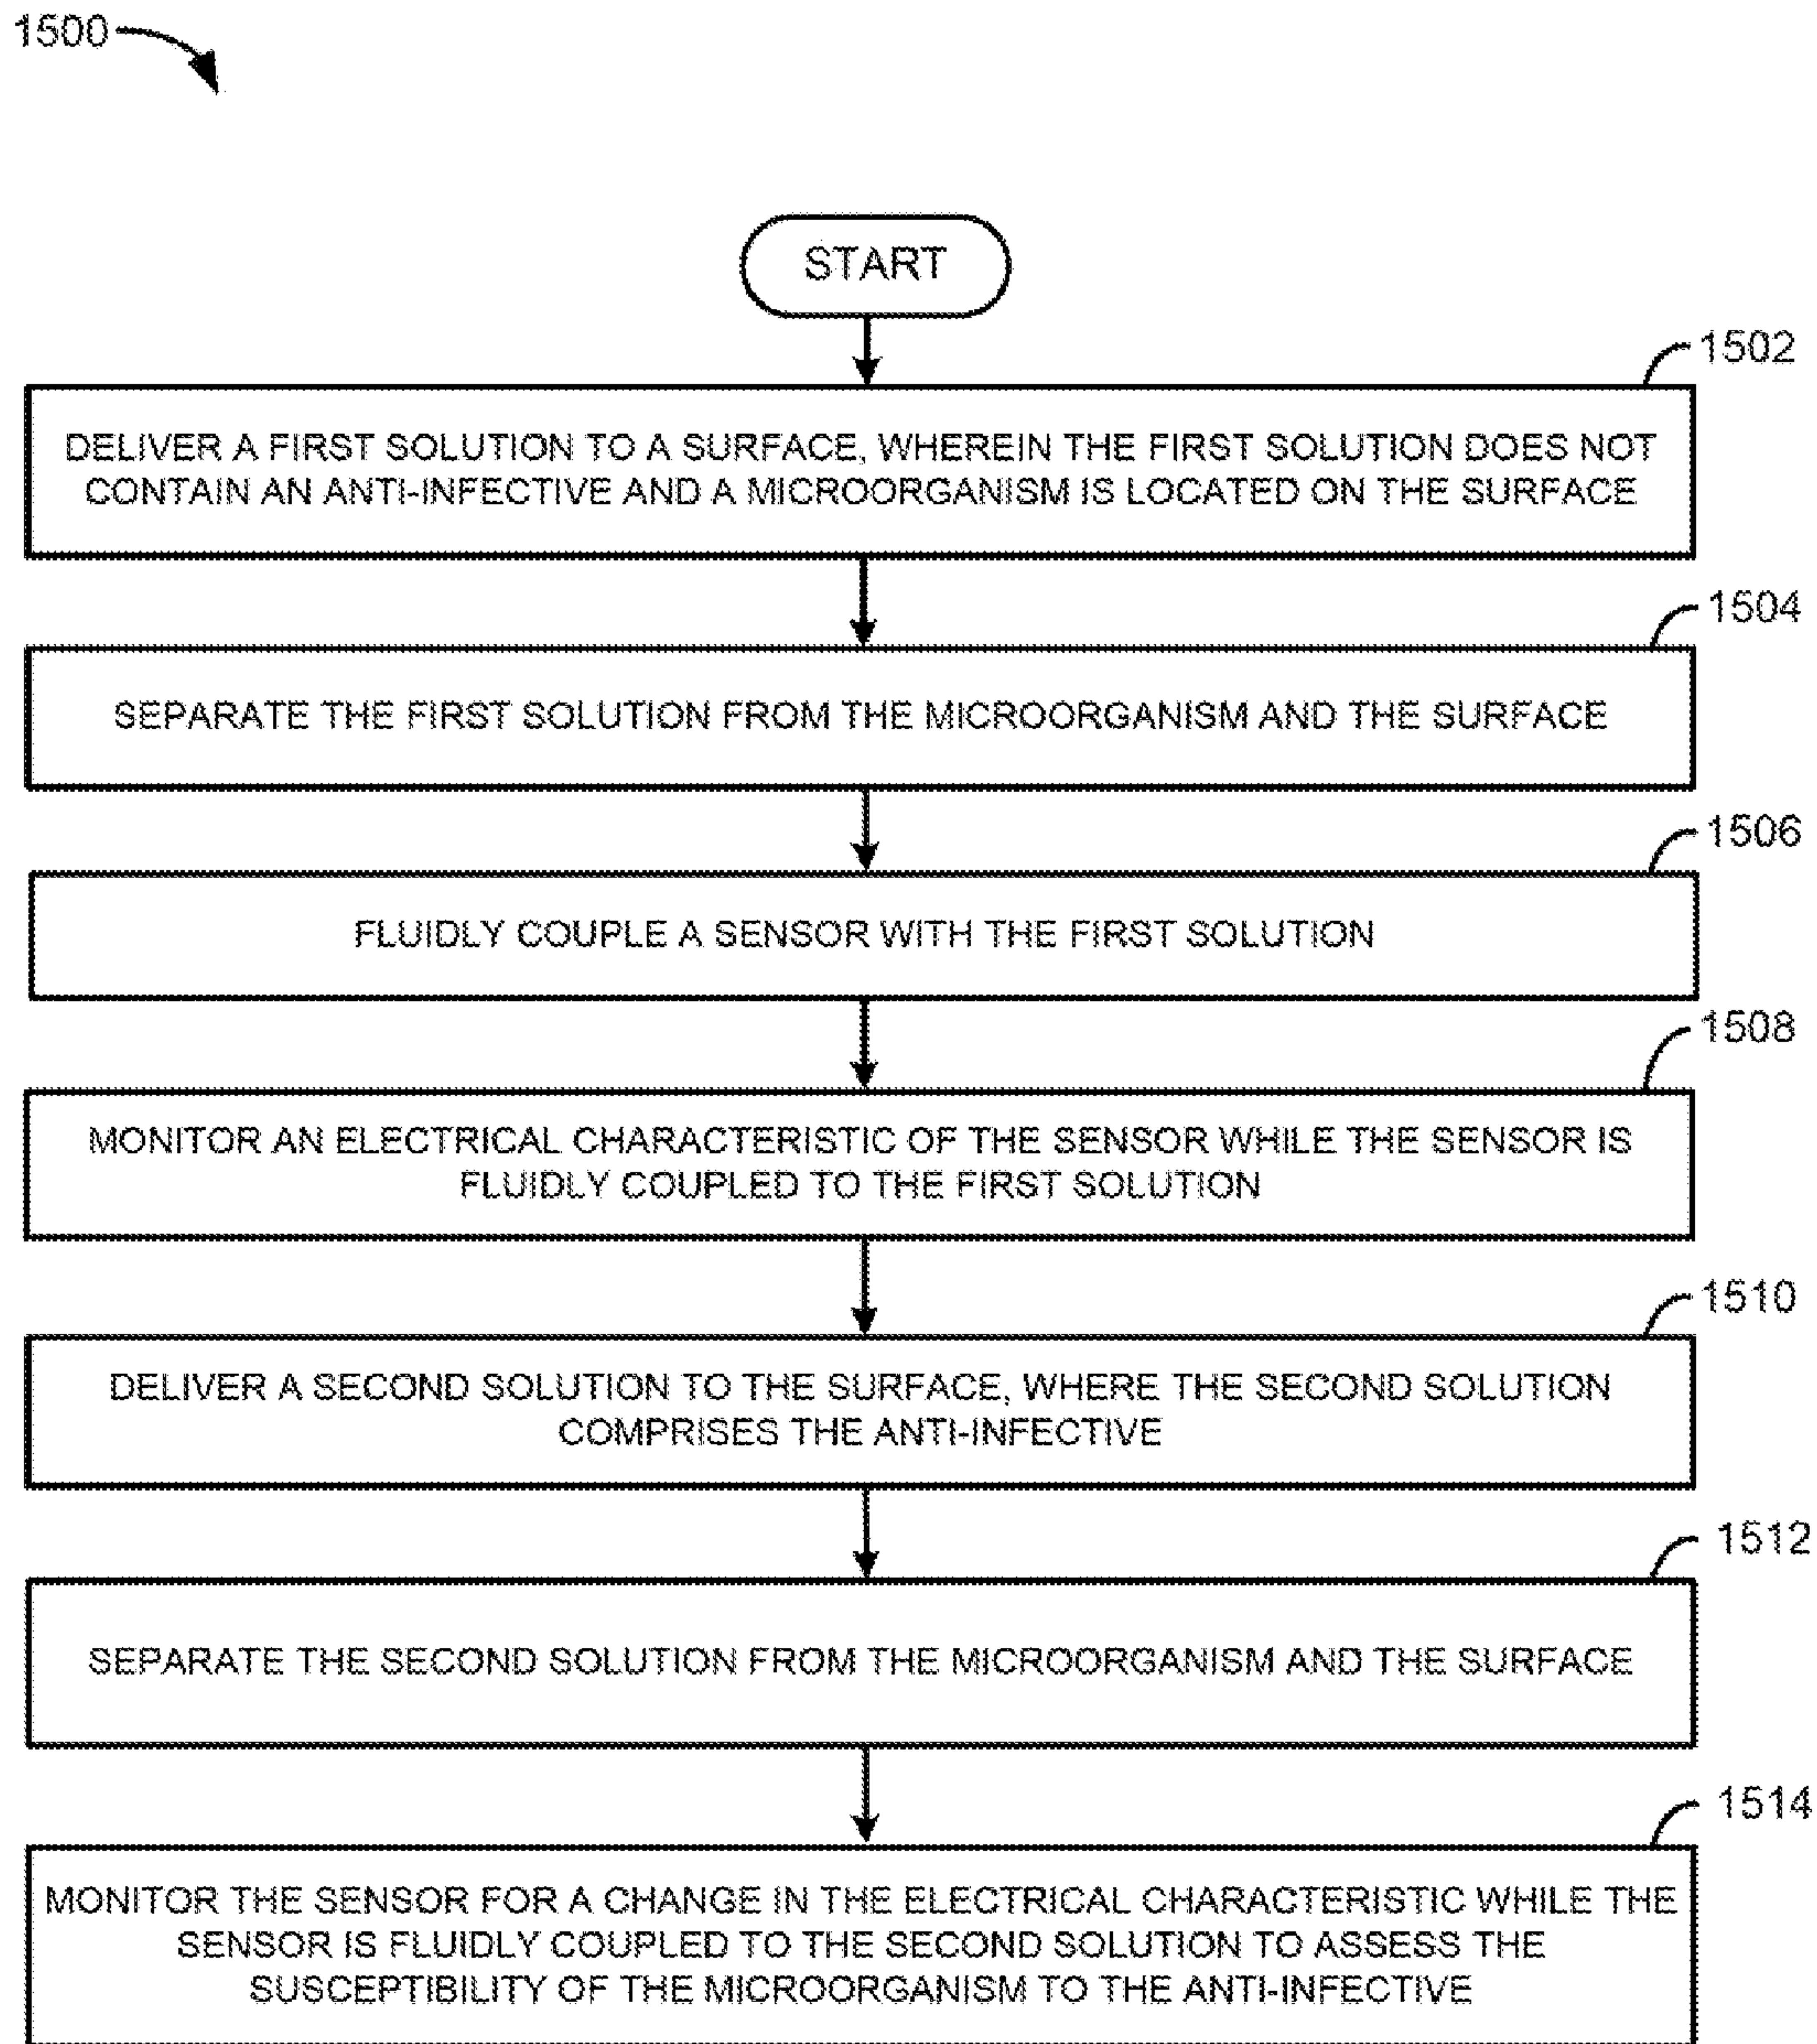 1500
START
1502
DELIVER A FIRST SOLUTION TO A SURFACE, WHEREIN THE FIRST SOLUTION DOES NOT
CONTAIN AN ANTI-INFECTIVE AND A MICROORGANISM IS LOCATED ON THE SURFACE
1504
SEPARATE THE FIRST SOLUTION FROM THE MICROORGANISM AND THE SURFACE
1506
FLUIDLY COUPLE A SENSOR WITH THE FIRST SOLUTION
1508
MONITOR AN ELECTRICAL CHARACTERISTIC OF THE SENSOR WHILE THE SENSOR IS
FLUIDLY COUPLED TO THE FIRST SOLUTION
1510
DELIVER A SECOND SOLUTION TO THE SURFACE, WHERE THE SECOND SOLUTION
COMPRISES THE ANTI-INFECTIVE
1512
SEPARATE THE SECOND SOLUTION FROM THE MICROORGANISM AND THE SURFACE
1514
MONITOR THE SENSOR FOR A CHANGE IN THE ELECTRICAL CHARACTERISTIC WHILE THE
SENSOR IS FLUIDLY COUPLED TO THE SECOND SOLUTION TO ASSESS THE
SUSCEPTIBILITY OF THE MICROORGANISM TO THE ANTI-INFECTIVE